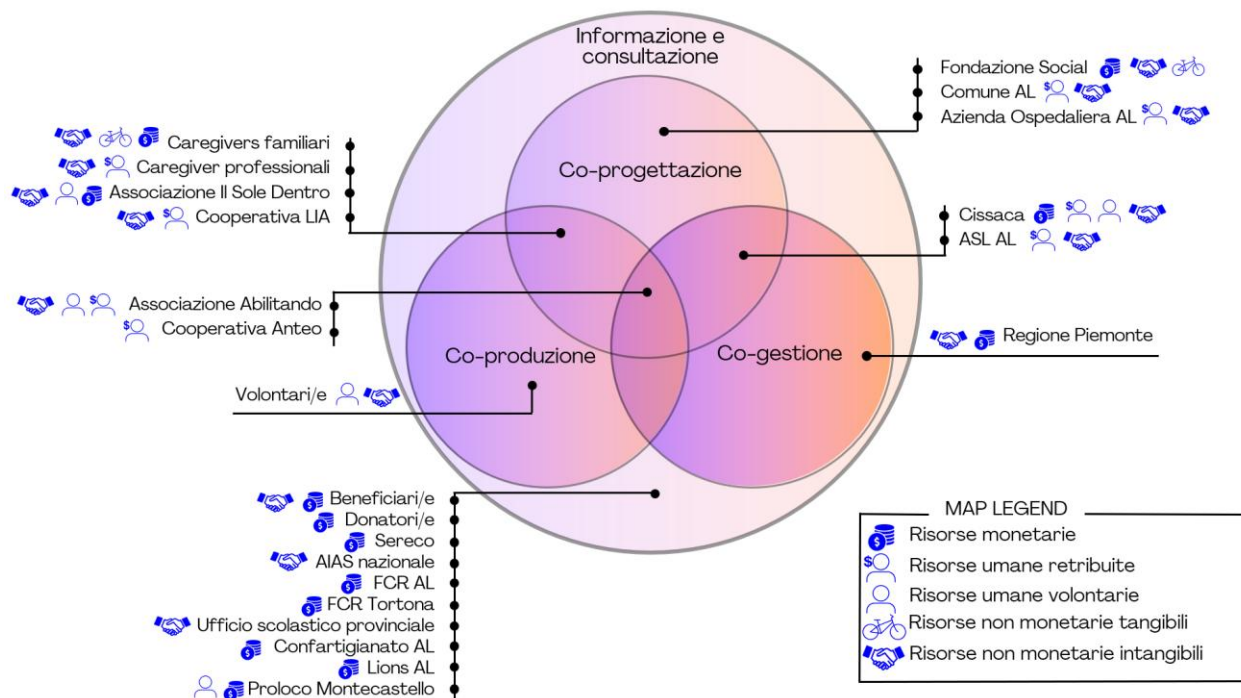 Informazione e
consultazione
Fondazione Social
Comune AL
Azienda Ospedaliera AL
Caregivers familiari
Caregiver professionali
Associazione Il Sole Dentro
Cooperativa LIA
Co-progettazione
Cissaca
ASL AL
Associazione Abilitando
Cooperativa Anteo
Co-produzione
Co-gestione
Regione Piemonte
Volontari/e
Beneficiari/e
Donatori/e
Sereco
AIAS nazionale
FCR AL
FCR Tortona
Ufficio scolastico provinciale
Confartigianato AL
Lions AL
Proloco Montecastello
MAP LEGEND
Risorse monetarie
Risorse umane retribuite
Risorse umane volontarie
Risorse non monetarie tangibili
Risorse non monetarie intangibili